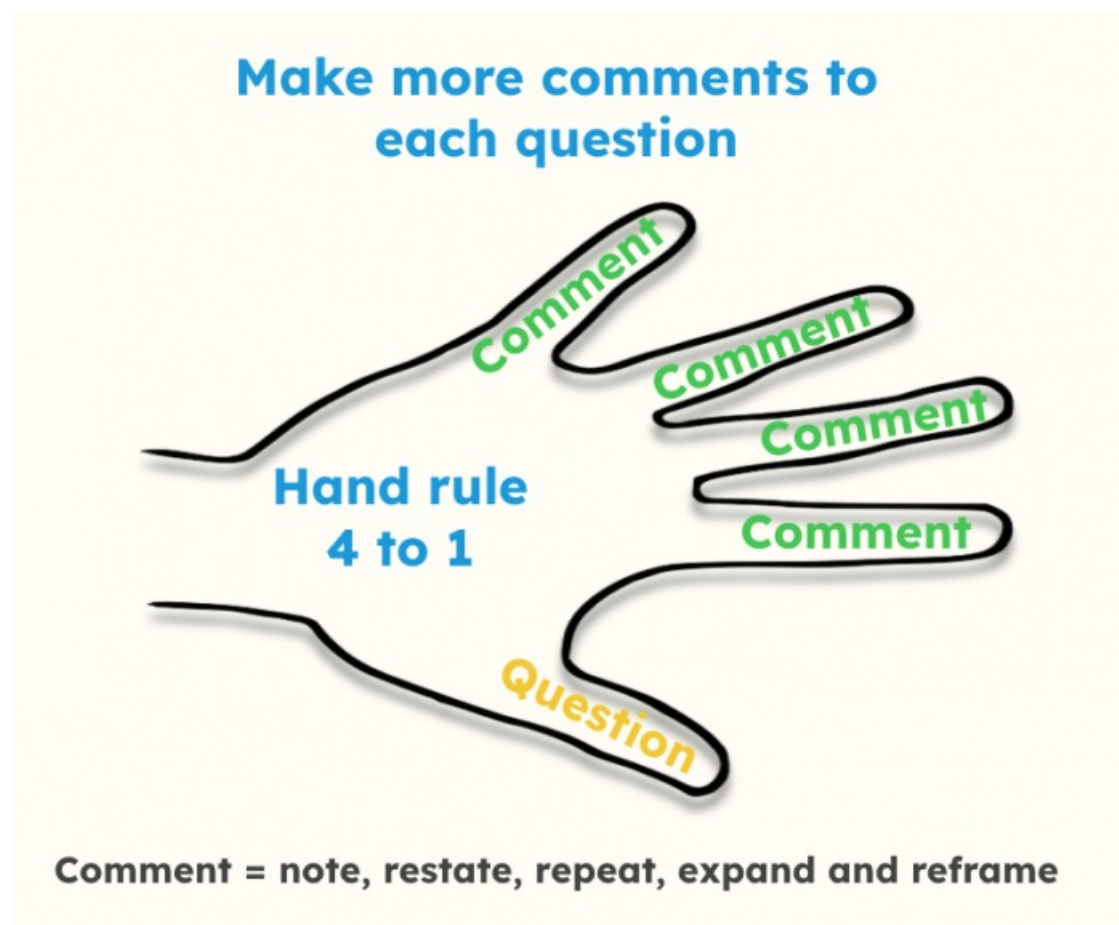 Make more comments to
each question
Comment
Comment
Comment
Comment
Hand rule
4 to 1
Question
Comment = note, restate, repeat, expand and reframe